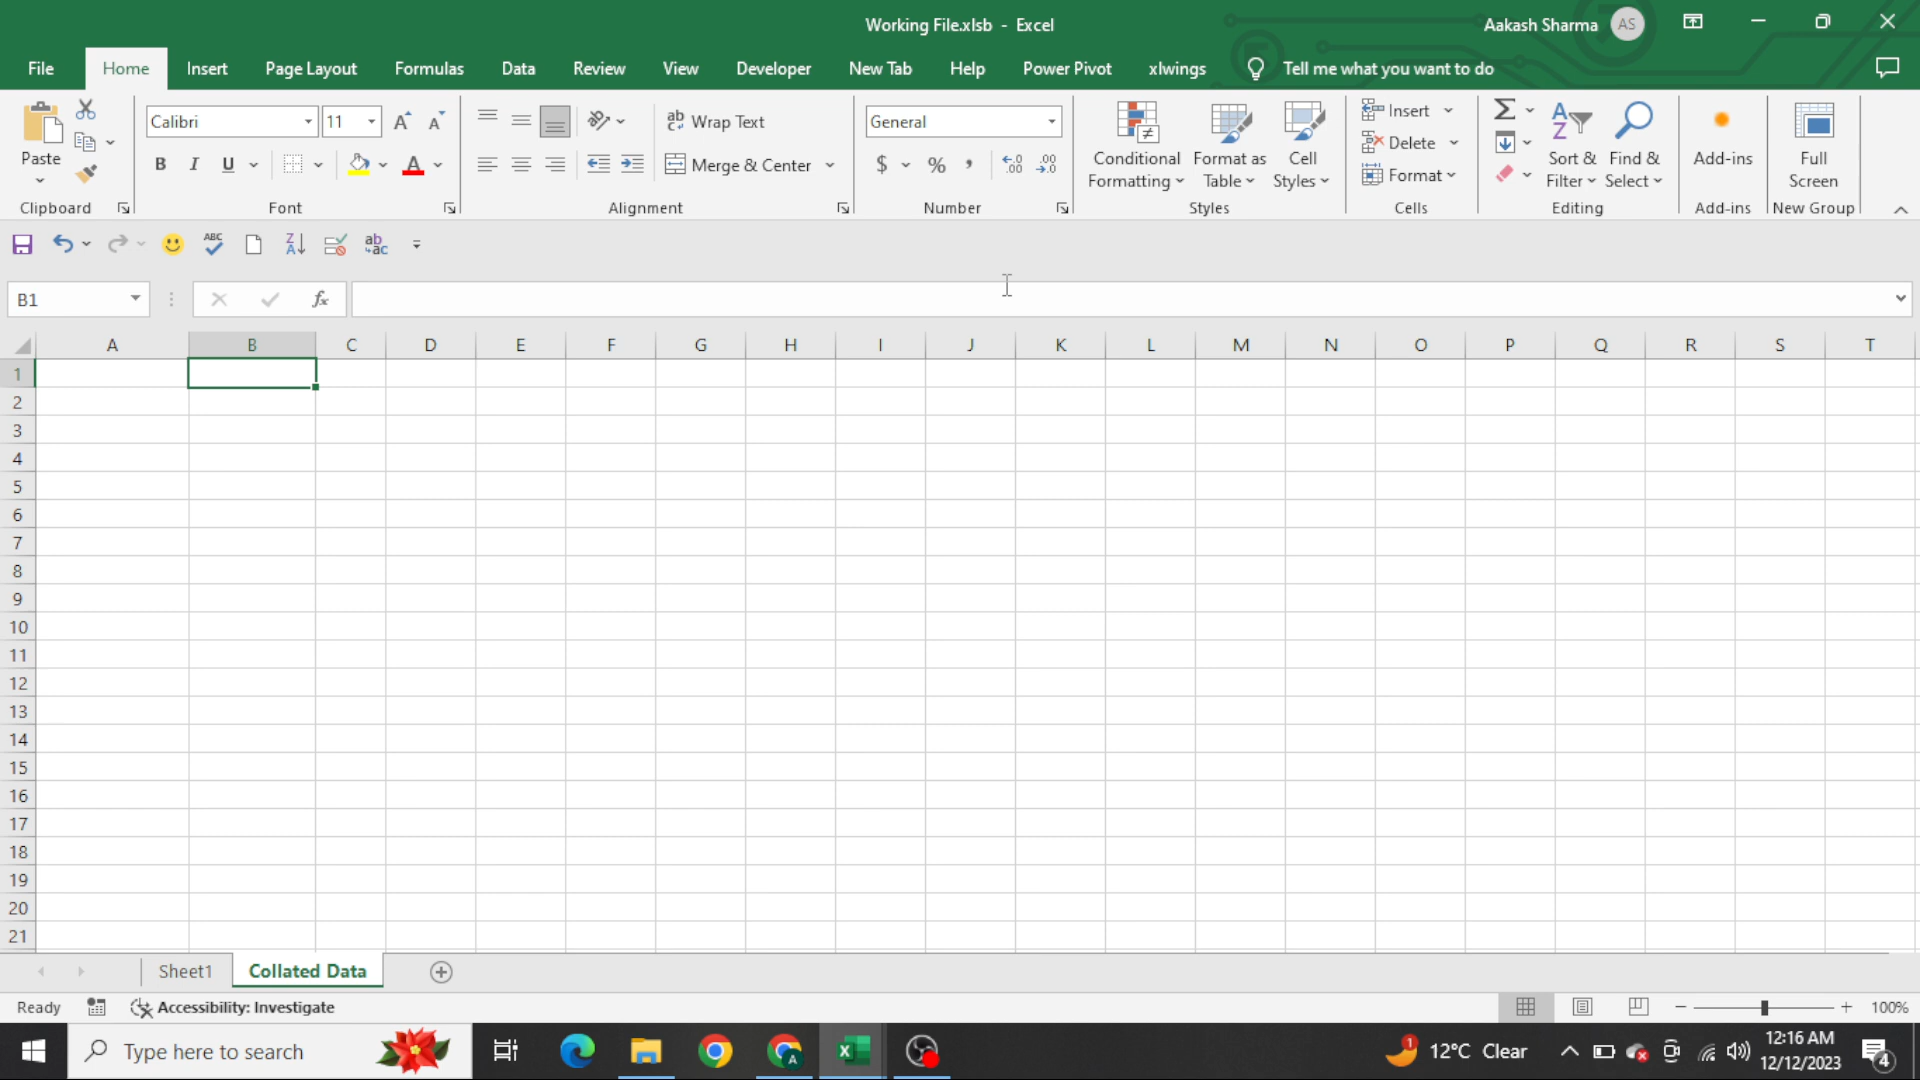 Working File.xlsb - Excel
Aakash Sharma AS
File Home Insert Page Layout Formulas Data Review View Developer New Tab Help Power Pivot xlwings Tell me what you want to do
Paste
Clipboard
Calibri 11
B I U
Font
Wrap Text
Merge & Center
Alignment
General
$ % ,
Number
Conditional Formatting
Format as Table
Cell Styles
Styles
Insert
Delete
Format
Cells
Sort & Filter
Find & Select
Editing
Add-ins
Add-ins
Full Screen
New Group
B1
fx
A B C D E F G H I J K L M N O P Q R S T
1
2
3
4
5
6
7
8
9
10
11
12
13
14
15
16
17
18
19
20
21
Sheet1 Collated Data
Ready Accessibility: Investigate 100%
Type here to search
1 12°C Clear
12:16 AM
12/12/2023
4